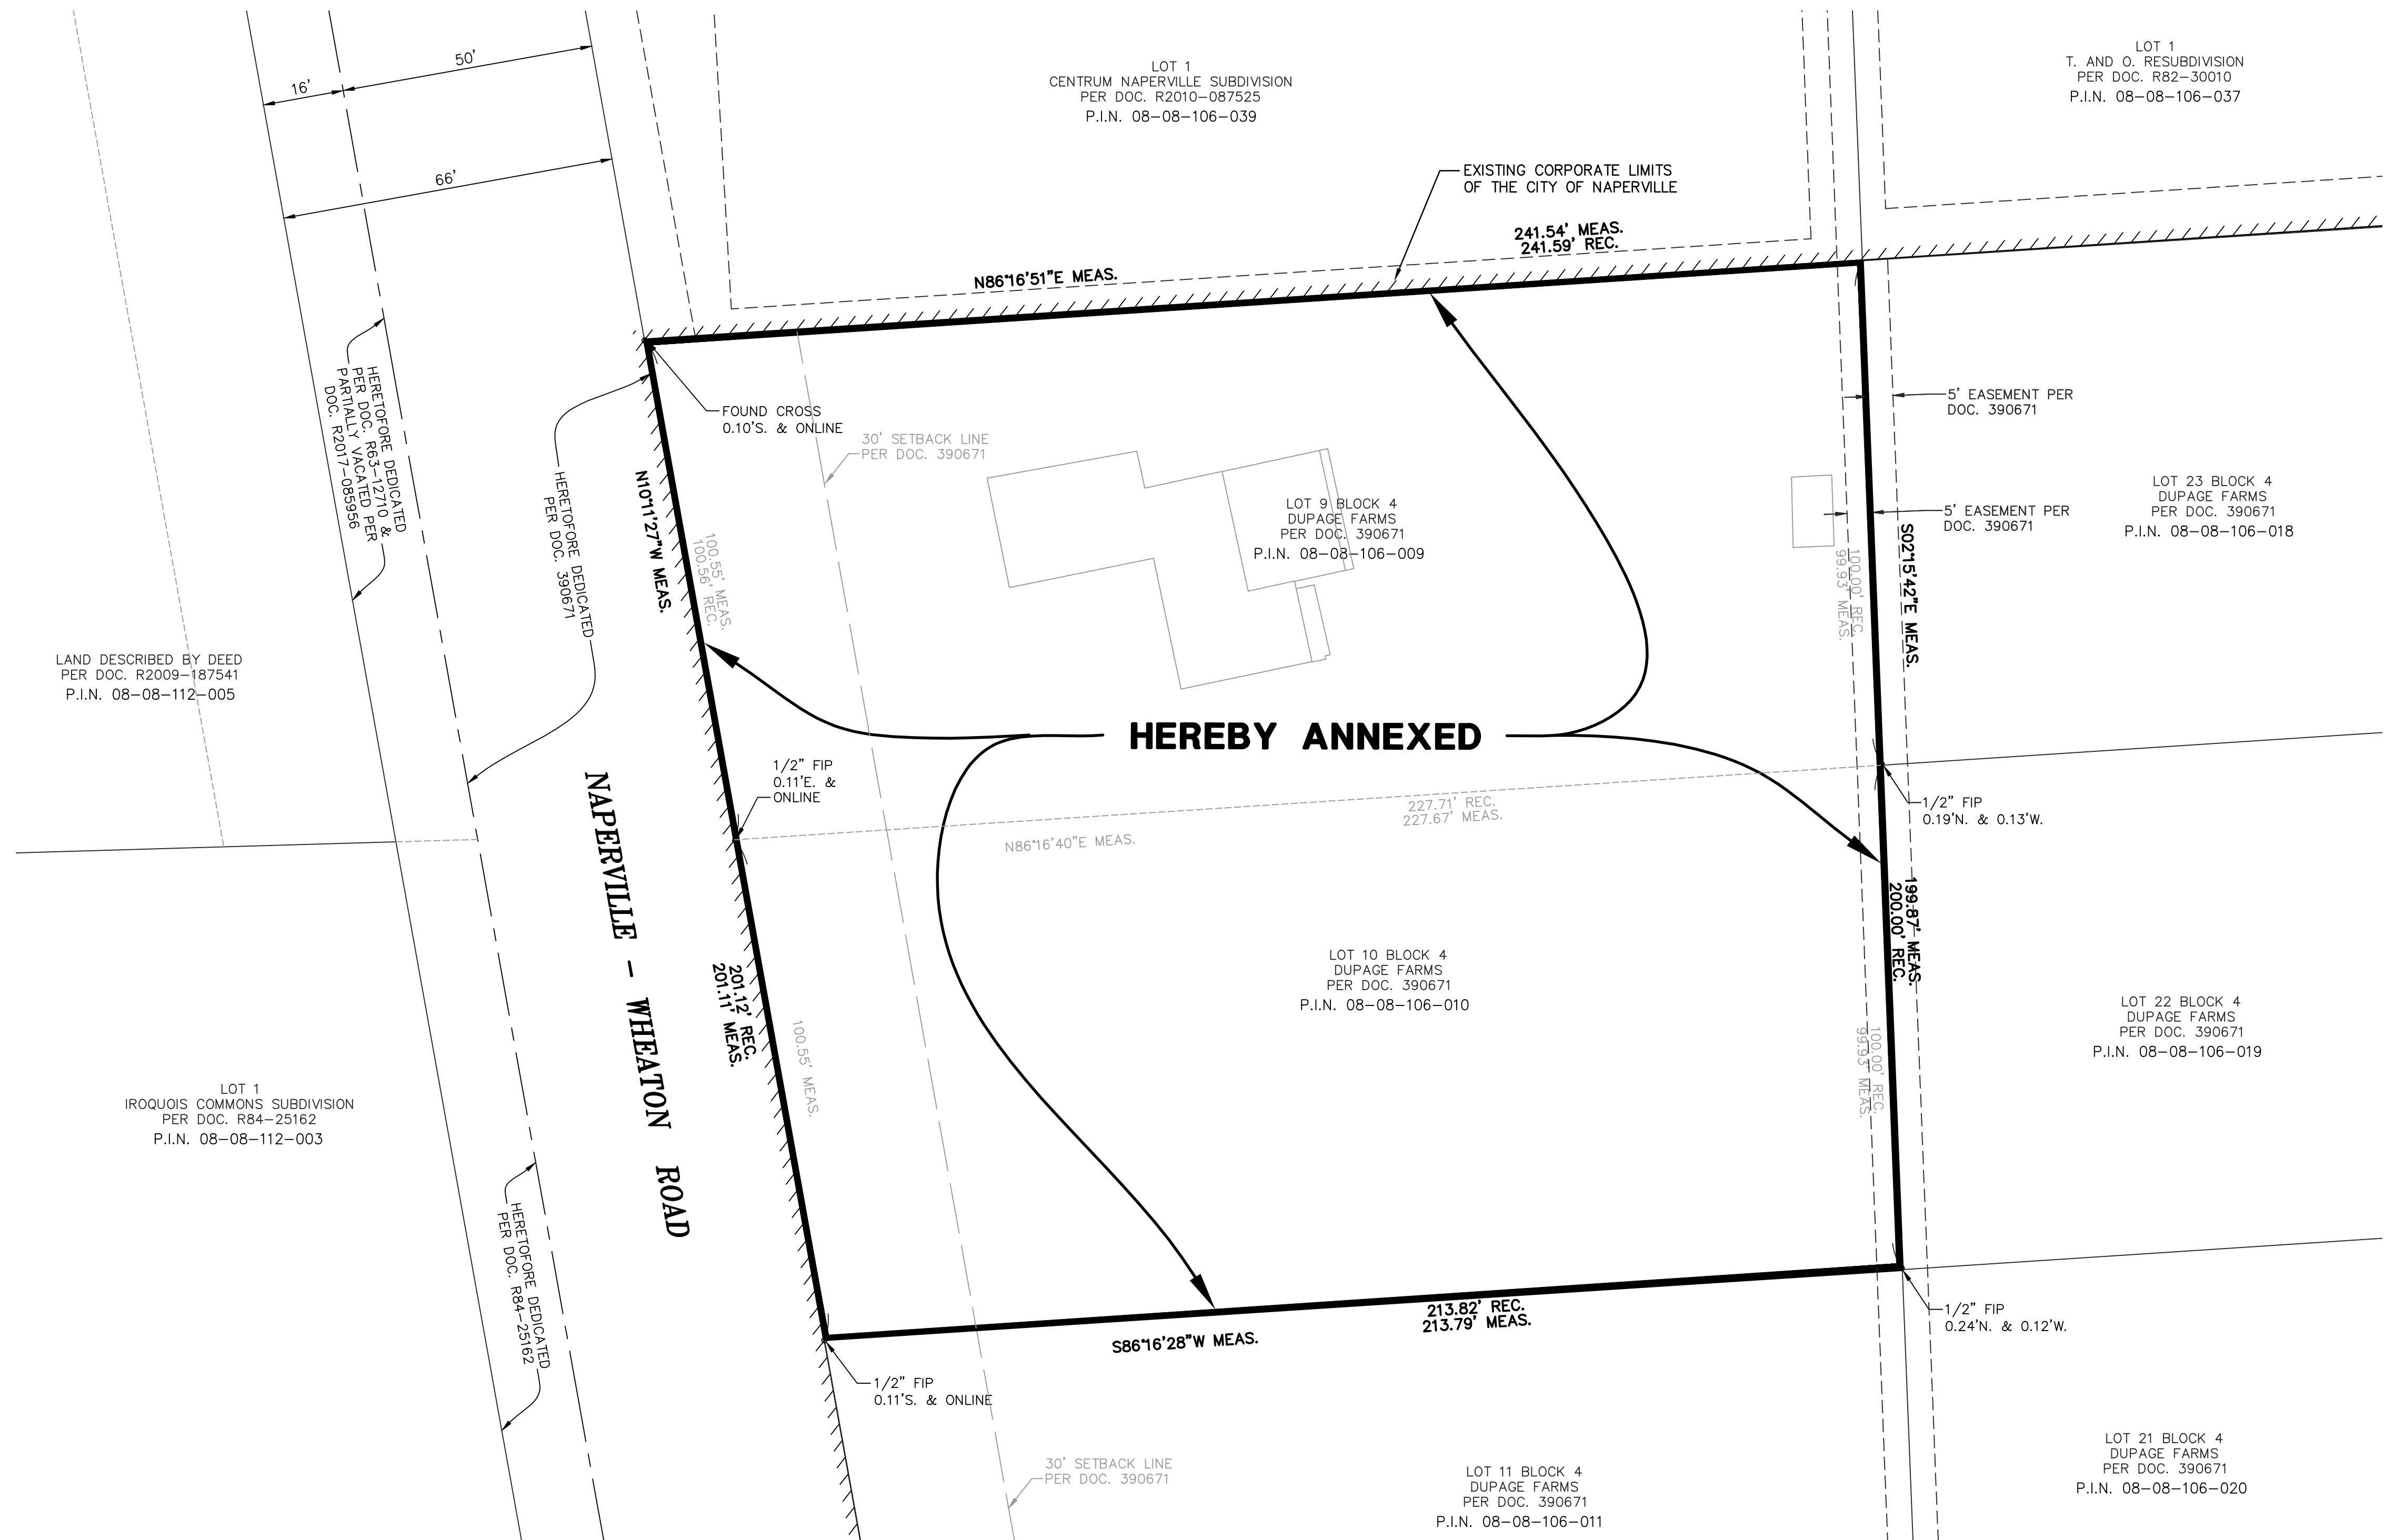 50'
16'
66'
LOT 1
CENTRUM NAPERVILLE SUBDIVISION
PER DOC. R2010-087525
P.I.N. 08-08-106-039
LOT 1
T. AND O. RESUBDIVISION
PER DOC. R82-30010
P.I.N. 08-08-106-037
EXISTING CORPORATE LIMITS
OF THE CITY OF NAPERVILLE
241.54' MEAS.
241.59' REC.
N86°16'51"E MEAS.
FOUND CROSS
0.10'S. & ONLINE
30' SETBACK LINE
PER DOC. 390671
HERETOFORE DEDICATED
PER DOC. R63-12710 &
PARTIALLY VACATED PER
DOC. R2017-085956
HERETOFORE DEDICATED
PER DOC. 390671
N10°11'27"W MEAS.
100.55' MEAS.
100.56' REC.
LOT 9 BLOCK 4
DUPAGE FARMS
PER DOC. 390671
P.I.N. 08-08-106-009
5' EASEMENT PER
DOC. 390671
5' EASEMENT PER
DOC. 390671
LOT 23 BLOCK 4
DUPAGE FARMS
PER DOC. 390671
P.I.N. 08-08-106-018
100.00' REC.
99.93' MEAS.
S02°15'42"E MEAS.
LAND DESCRIBED BY DEED
PER DOC. R2009-187541
P.I.N. 08-08-112-005
HEREBY ANNEXED
1/2" FIP
0.11'E. &
ONLINE
227.71' REC.
227.67' MEAS.
N86°16'40"E MEAS.
1/2" FIP
0.19'N. & 0.13'W.
NAPERVILLE - WHEATON ROAD
199.87' MEAS.
200.00' REC.
201.12' REC.
201.11' MEAS.
100.55' MEAS.
LOT 10 BLOCK 4
DUPAGE FARMS
PER DOC. 390671
P.I.N. 08-08-106-010
100.00' REC.
99.93' MEAS.
LOT 22 BLOCK 4
DUPAGE FARMS
PER DOC. 390671
P.I.N. 08-08-106-019
LOT 1
IROQUOIS COMMONS SUBDIVISION
PER DOC. R84-25162
P.I.N. 08-08-112-003
HERETOFORE DEDICATED
PER DOC. R84-25162
213.82' REC.
213.79' MEAS.
S86°16'28"W MEAS.
1/2" FIP
0.24'N. & 0.12'W.
1/2" FIP
0.11'S. & ONLINE
30' SETBACK LINE
PER DOC. 390671
LOT 11 BLOCK 4
DUPAGE FARMS
PER DOC. 390671
P.I.N. 08-08-106-011
LOT 21 BLOCK 4
DUPAGE FARMS
PER DOC. 390671
P.I.N. 08-08-106-020